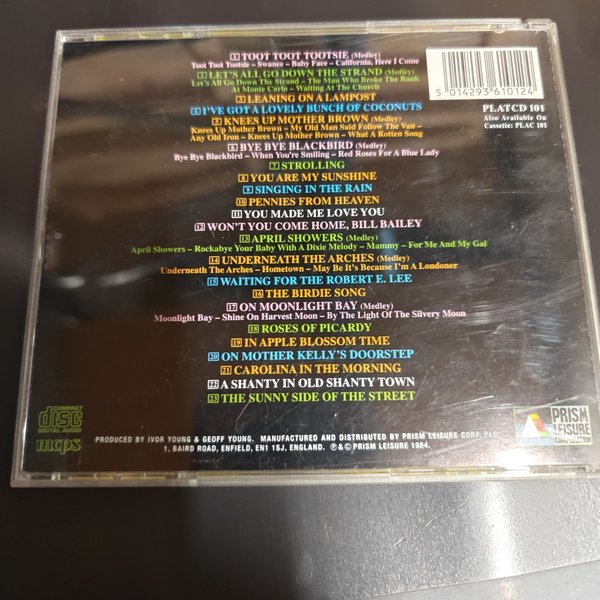 1 TOOT TOOT TOOTSIE (Medley)
Toot Toot Tootsie – Swanee – Baby Face – California, Here I Come
2 LET'S ALL GO DOWN THE STRAND (Medley)
Let's All Go Down The Strand – The Man Who Broke The Bank
At Monte Carlo – Waiting At The Church
3 LEANING ON A LAMPOST
4 I'VE GOT A LOVELY BUNCH OF COCONUTS
5 KNEES UP MOTHER BROWN (Medley)
Knees Up Mother Brown – My Old Man Said Follow The Van –
Any Old Iron – Knees Up Mother Brown – What A Rotten Song
6 BYE BYE BLACKBIRD (Medley)
Bye Bye Blackbird – When You're Smiling – Red Roses For A Blue Lady
7 STROLLING
8 YOU ARE MY SUNSHINE
9 SINGING IN THE RAIN
10 PENNIES FROM HEAVEN
11 YOU MADE ME LOVE YOU
12 WON'T YOU COME HOME, BILL BAILEY
13 APRIL SHOWERS (Medley)
April Showers – Rockabye Your Baby With A Dixie Melody – Mammy – For Me And My Gal
14 UNDERNEATH THE ARCHES (Medley)
Underneath The Arches – Hometown – May Be It's Because I'm A Londoner
15 WAITING FOR THE ROBERT E. LEE
16 THE BIRDIE SONG
17 ON MOONLIGHT BAY (Medley)
Moonlight Bay – Shine On Harvest Moon – By The Light Of The Silvery Moon
18 ROSES OF PICARDY
19 IN APPLE BLOSSOM TIME
20 ON MOTHER KELLY'S DOORSTEP
21 CAROLINA IN THE MORNING
22 A SHANTY IN OLD SHANTY TOWN
23 THE SUNNY SIDE OF THE STREET
5 014293 610124
PLATCD 101
Also Available On
Cassette: PLAC 101
COMPACT
disc
DIGITAL AUDIO
mcps
PRODUCED BY IVOR YOUNG & GEOFF YOUNG. MANUFACTURED AND DISTRIBUTED BY PRISM LEISURE CORP.
1, BAIRD ROAD, ENFIELD, EN1 1SJ, ENGLAND. ℗&© PRISM LEISURE 1984.
PRISM
LEISURE
CORPORATION